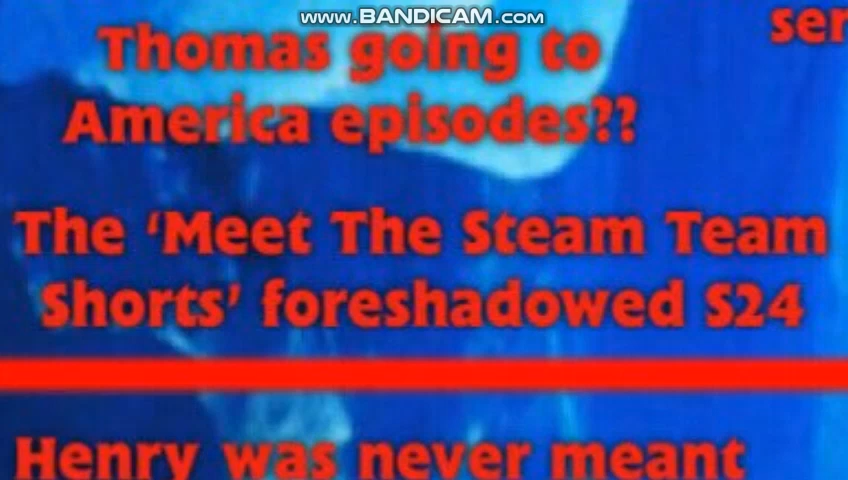 www.BANDICAM.com
ser
Thomas going to
America episodes??
The ‘Meet The Steam Team
Shorts’ foreshadowed S24
Henry was never meant